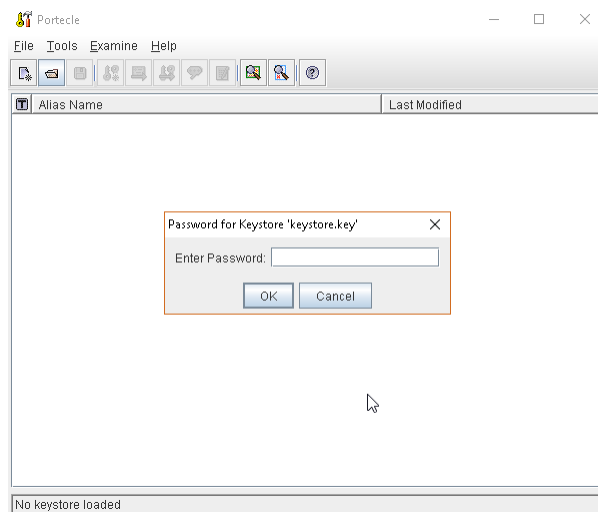 Portecle
File Tools Examine Help
T Alias Name Last Modified
Password for Keystore 'keystore.key'
Enter Password:
OK Cancel
No keystore loaded